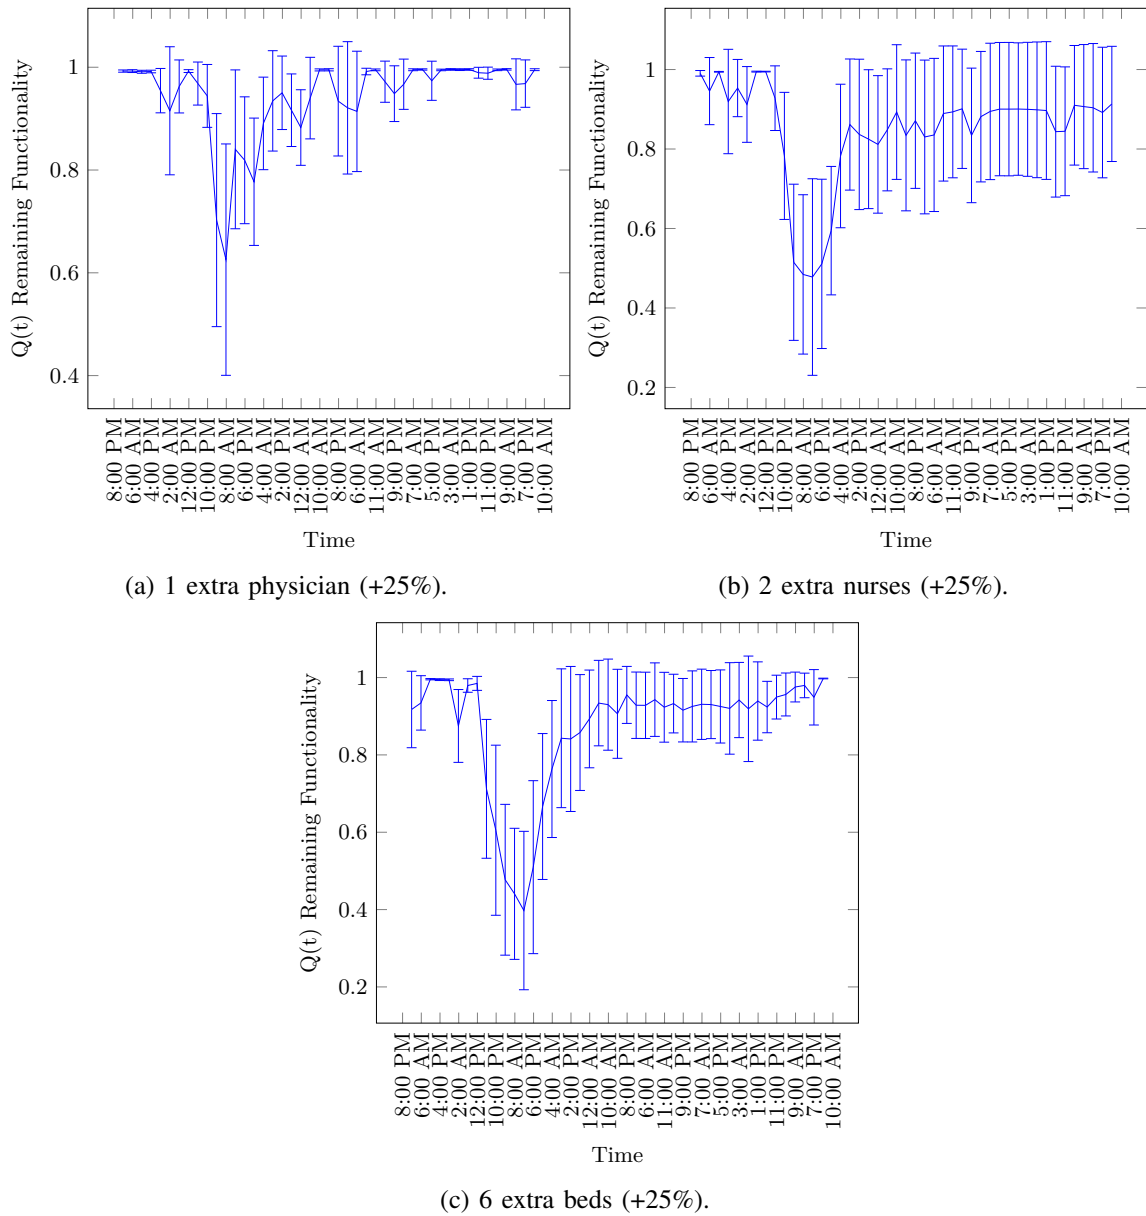 1
0.8
0.6
0.4
Q(t) Remaining Functionality
8:00 PM
6:00 AM
4:00 PM
2:00 AM
12:00 PM
10:00 PM
8:00 AM
6:00 PM
4:00 AM
2:00 PM
12:00 AM
10:00 AM
8:00 PM
6:00 AM
11:00 AM
9:00 PM
7:00 AM
5:00 PM
3:00 AM
1:00 PM
11:00 PM
9:00 AM
7:00 PM
10:00 AM
Time
(a) 1 extra physician (+25%).
1
0.8
0.6
0.4
0.2
Q(t) Remaining Functionality
8:00 PM
6:00 AM
4:00 PM
2:00 AM
12:00 PM
10:00 PM
8:00 AM
6:00 PM
4:00 AM
2:00 PM
12:00 AM
10:00 AM
8:00 PM
6:00 AM
11:00 AM
9:00 PM
7:00 AM
5:00 PM
3:00 AM
1:00 PM
11:00 PM
9:00 AM
7:00 PM
10:00 AM
Time
(b) 2 extra nurses (+25%).
1
0.8
0.6
0.4
0.2
Q(t) Remaining Functionality
8:00 PM
6:00 AM
4:00 PM
2:00 AM
12:00 PM
10:00 PM
8:00 AM
6:00 PM
4:00 AM
2:00 PM
12:00 AM
10:00 AM
8:00 PM
6:00 AM
11:00 AM
9:00 PM
7:00 AM
5:00 PM
3:00 AM
1:00 PM
11:00 PM
9:00 AM
7:00 PM
10:00 AM
Time
(c) 6 extra beds (+25%).